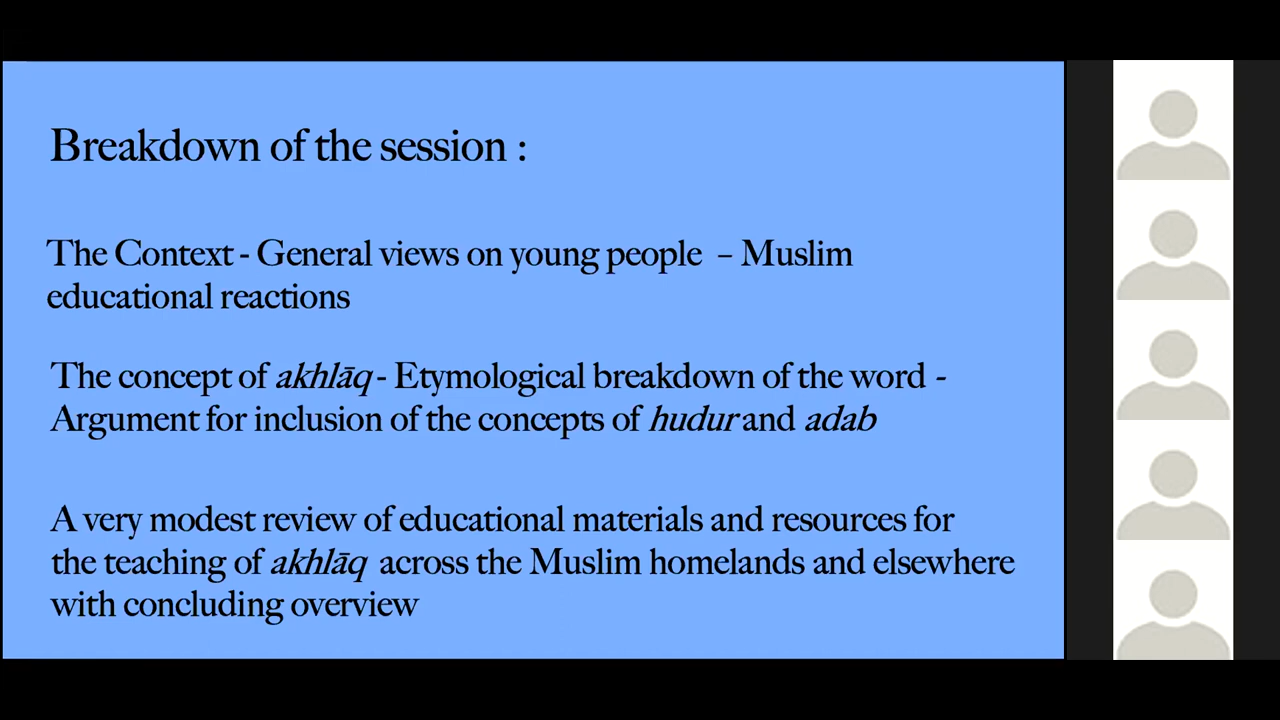 Breakdown of the session :
The Context - General views on young people – Muslim
educational reactions
The concept of akhlāq - Etymological breakdown of the word -
Argument for inclusion of the concepts of hudur and adab
A very modest review of educational materials and resources for
the teaching of akhlāq across the Muslim homelands and elsewhere
with concluding overview